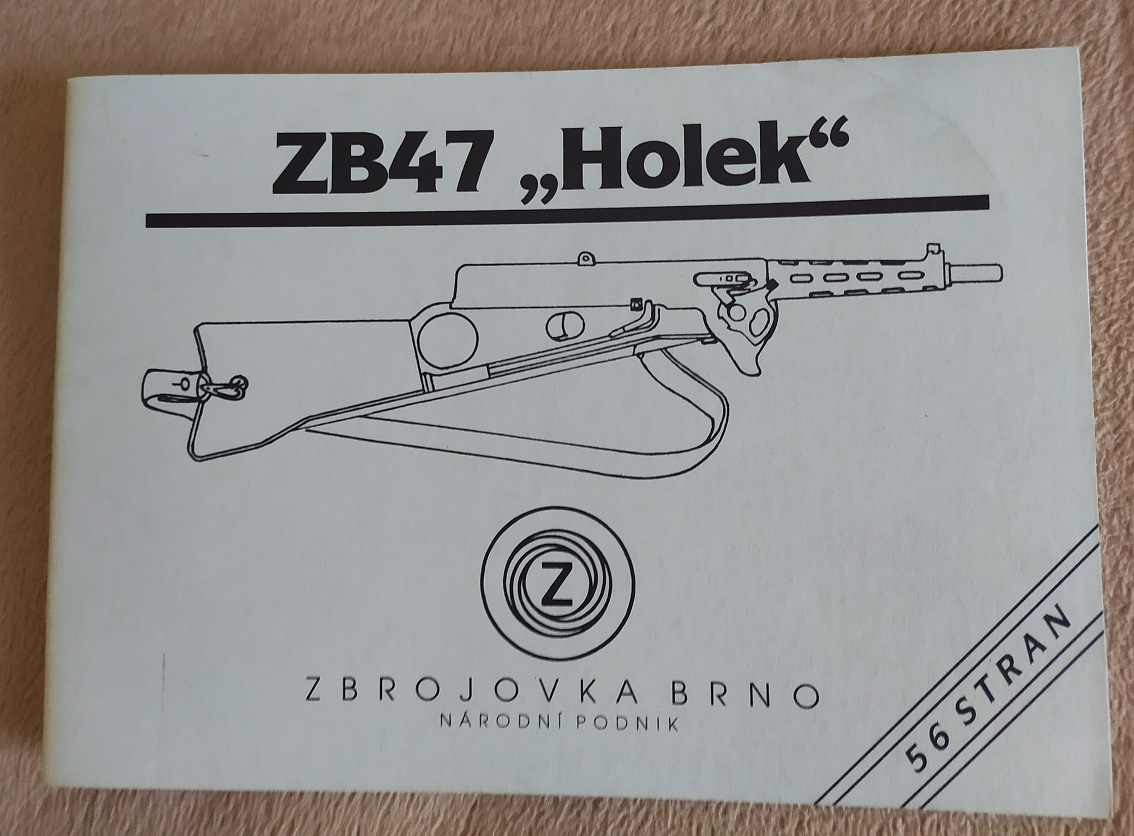 ZB47 „Holek“
Z
ZBROJOVKA BRNO
NÁRODNÍ PODNIK
56 STRAN